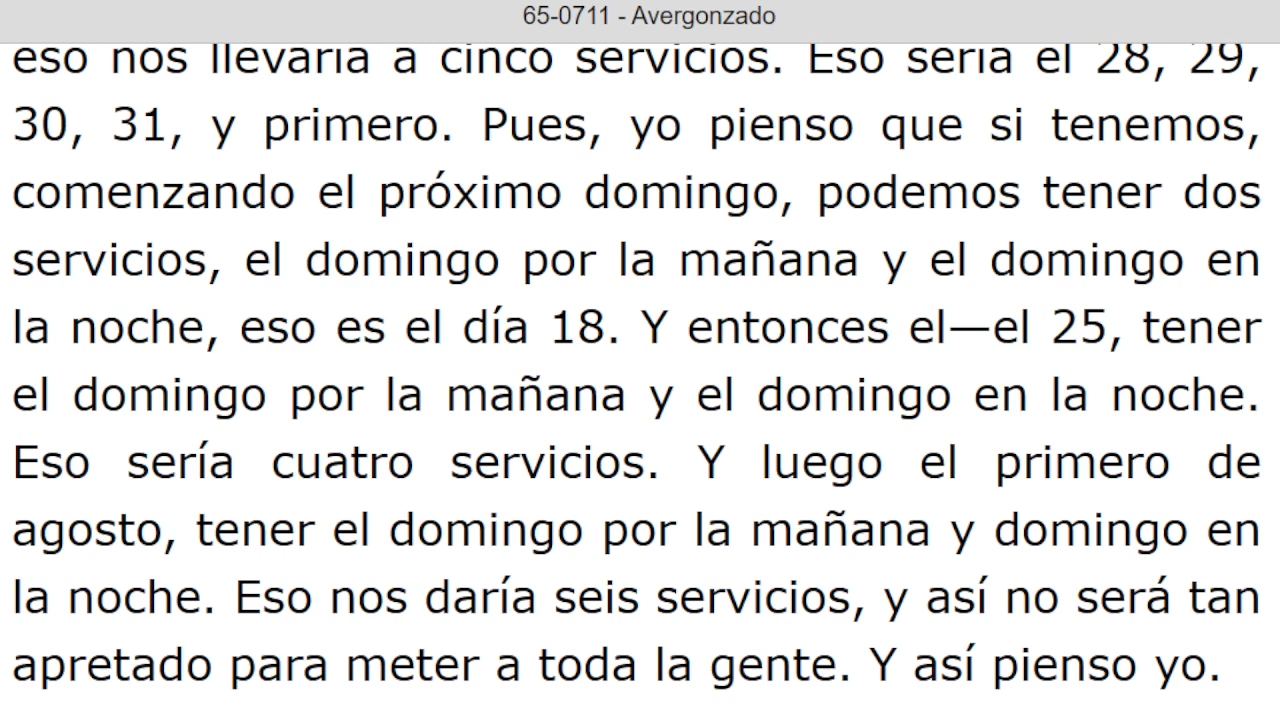 65-0711 - Avergonzado
eso nos llevaría a cinco servicios. Eso sería el 28, 29,
30, 31, y primero. Pues, yo pienso que si tenemos,
comenzando el próximo domingo, podemos tener dos
servicios, el domingo por la mañana y el domingo en
la noche, eso es el día 18. Y entonces el—el 25, tener
el domingo por la mañana y el domingo en la noche.
Eso sería cuatro servicios. Y luego el primero de
agosto, tener el domingo por la mañana y domingo en
la noche. Eso nos daría seis servicios, y así no será tan
apretado para meter a toda la gente. Y así pienso yo.